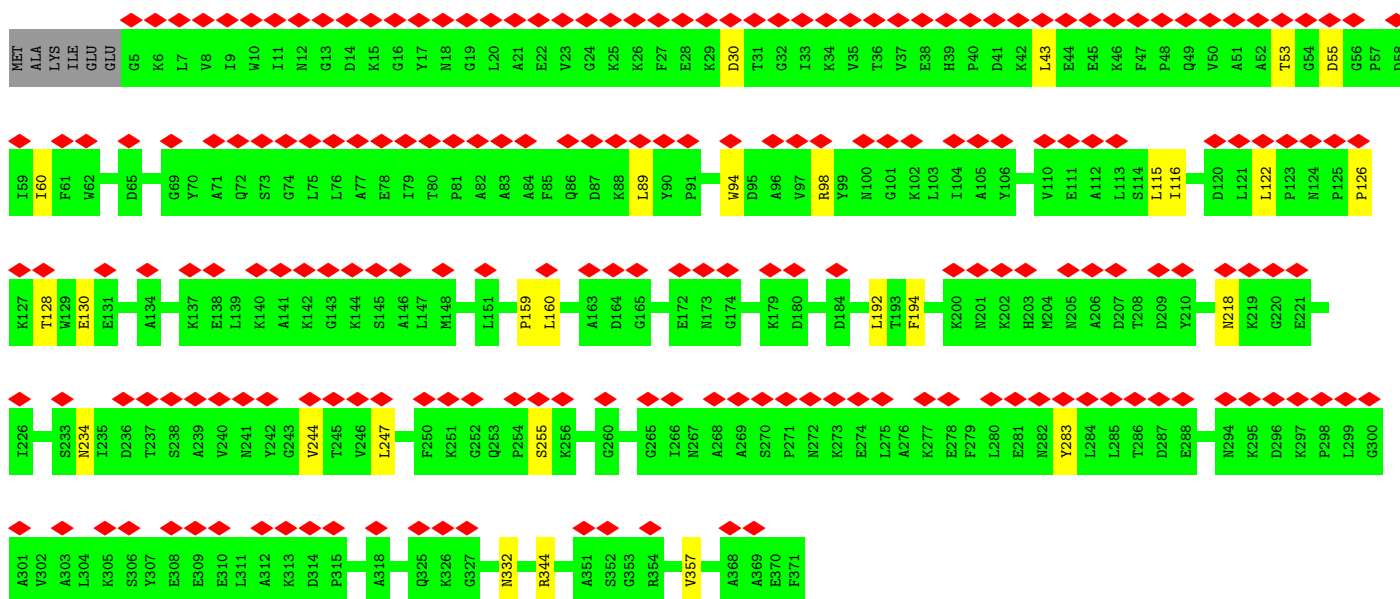 MET ALA LYS ILE GLU GLU G5 K6 L7 V8 I9 W10 I11 N12 G13 D14 K15 G16 Y17 N18 G19 L20 A21 E22 V23 G24 K25 K26 F27 E28 K29 D30 T31 G32 I33 K34 V35 T36 V37 E38 H39 P40 D41 K42 L43 E44 E45 K46 F47 P48 Q49 V50 A51 A52 T53 G54 D55 G56 P57 D58
I59 I60 F61 W62 D65 G69 Y70 A71 Q72 S73 G74 L75 L76 A77 E78 I79 T80 P81 A82 A83 A84 F85 Q86 D87 K88 L89 Y90 P91 W94 D95 A96 V97 R98 Y99 N100 G101 K102 L103 I104 A105 Y106 V110 E111 A112 L113 S114 L115 I116 D120 L121 L122 P123 N124 P125 P126
K127 T128 W129 E130 E131 A134 K137 E138 L139 K140 A141 K142 G143 K144 S145 A146 L147 M148 L151 P159 L160 A163 D164 G165 E172 N173 G174 K179 D180 D184 L192 T193 F194 K200 N201 K202 H203 M204 N205 A206 D207 T208 D209 Y210 N218 K219 G220 E221
I226 S233 N234 I235 D236 T237 S238 A239 V240 N241 Y242 G243 V244 T245 V246 L247 F250 K251 G252 Q253 P254 S255 K256 G260 G265 I266 N267 A268 A269 S270 P271 N272 K273 E274 L275 A276 K277 E278 F279 L280 E281 N282 Y283 L284 L285 T286 D287 E288 N294 K295 D296 K297 P298 L299 G300
A301 V302 A303 L304 K305 S306 Y307 E308 E309 E310 L311 A312 K313 D314 P315 A318 Q325 K326 G327 N332 R344 A351 S352 G353 R354 V357 A368 A369 E370 F371